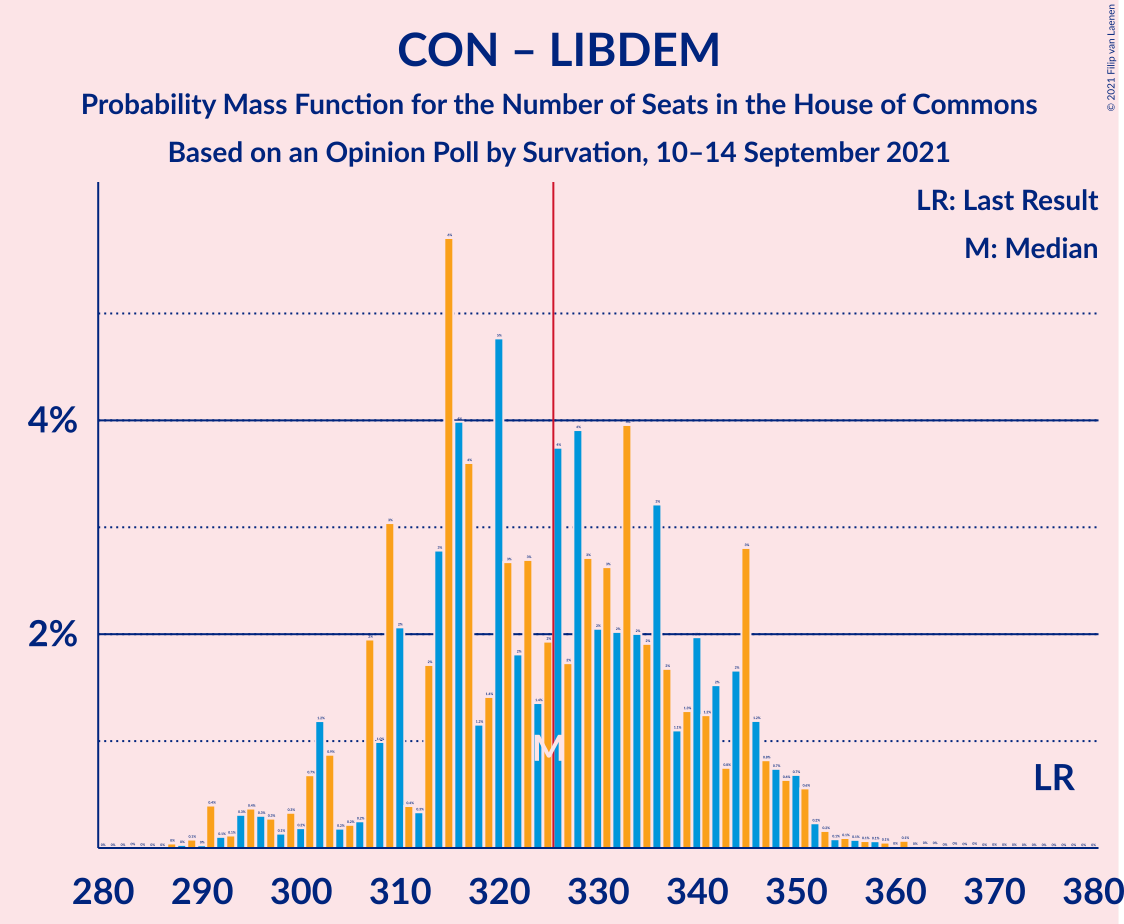 CON – LIBDEM
Probability Mass Function for the Number of Seats in the House of Commons
Based on an Opinion Poll by Survation, 10–14 September 2021
© 2021 Filip van Laenen
LR: Last Result
M: Median
4%
2%
M
LR
280 290 300 310 320 330 340 350 360 370 380